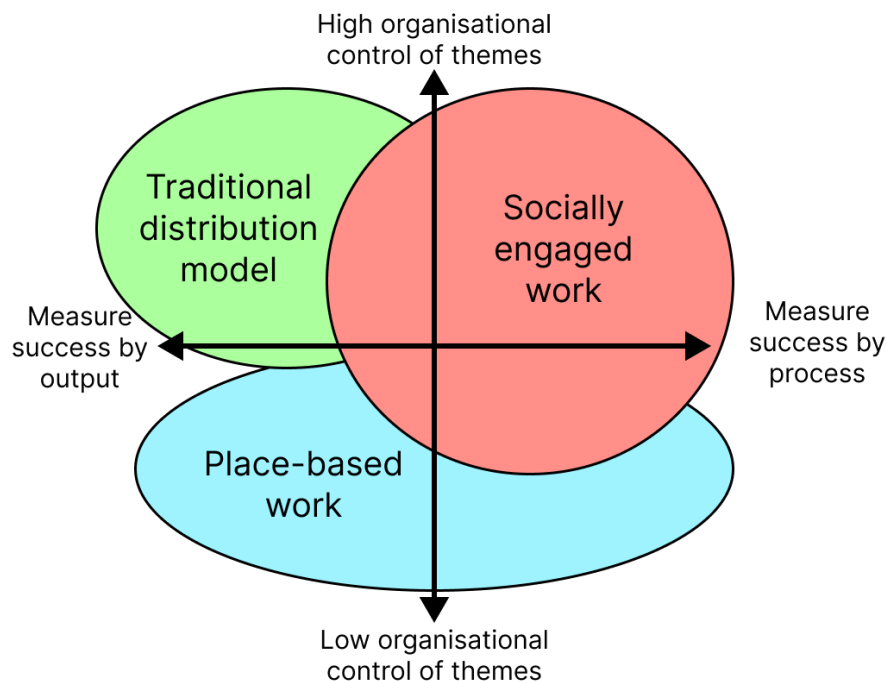 High organisational
control of themes
Traditional
distribution
model
Socially
engaged
work
Measure
success by
output
Measure
success by
process
Place-based
work
Low organisational
control of themes